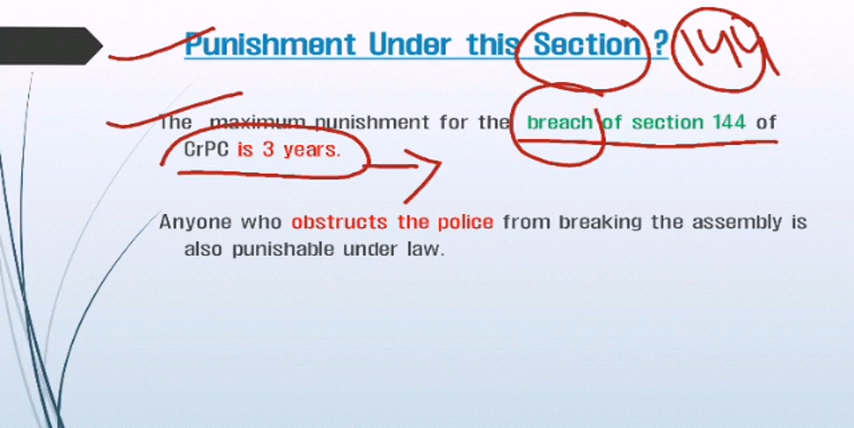 Punishment Under this Section ? 144
The maximum punishment for the breach of section 144 of
CrPC is 3 years.
Anyone who obstructs the police from breaking the assembly is
also punishable under law.